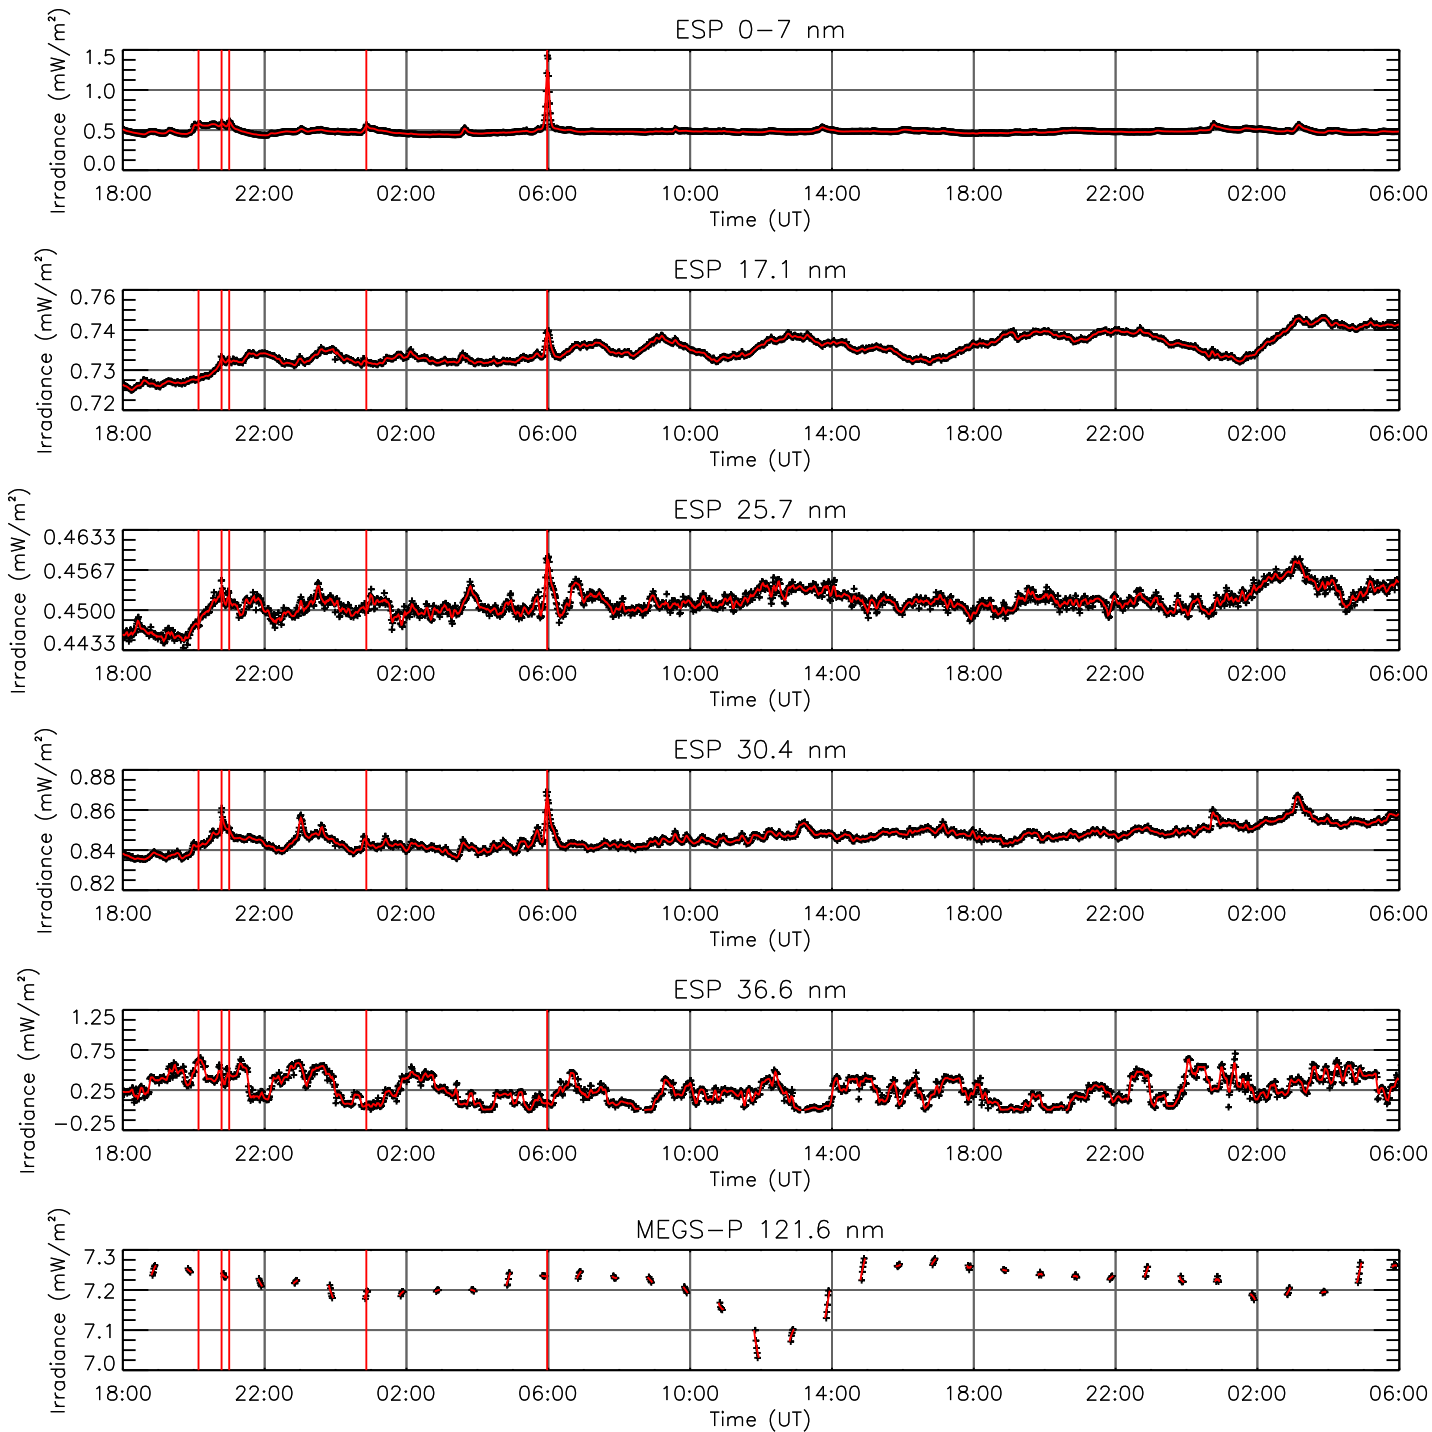 ESP 0-7 nm
Irradiance (mW/m²)
1.5
1.0
0.5
0.0
18:00 22:00 02:00 06:00 10:00 14:00 18:00 22:00 02:00 06:00
Time (UT)
ESP 17.1 nm
Irradiance (mW/m²)
0.76
0.74
0.73
0.72
18:00 22:00 02:00 06:00 10:00 14:00 18:00 22:00 02:00 06:00
Time (UT)
ESP 25.7 nm
Irradiance (mW/m²)
0.4633
0.4567
0.4500
0.4433
18:00 22:00 02:00 06:00 10:00 14:00 18:00 22:00 02:00 06:00
Time (UT)
ESP 30.4 nm
Irradiance (mW/m²)
0.88
0.86
0.84
0.82
18:00 22:00 02:00 06:00 10:00 14:00 18:00 22:00 02:00 06:00
Time (UT)
ESP 36.6 nm
Irradiance (mW/m²)
1.25
0.75
0.25
-0.25
18:00 22:00 02:00 06:00 10:00 14:00 18:00 22:00 02:00 06:00
Time (UT)
MEGS-P 121.6 nm
Irradiance (mW/m²)
7.3
7.2
7.1
7.0
18:00 22:00 02:00 06:00 10:00 14:00 18:00 22:00 02:00 06:00
Time (UT)